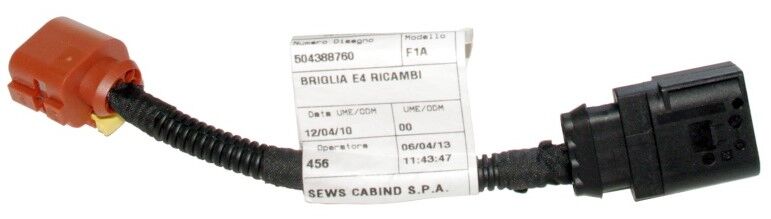 Numero Disegno Modello
504388760 F1A
BRIGLIA E4 RICAMBI
Data UME/ODM UME/ODM
12/04/10 00
Operatore 06/04/13
456 11:43:47
SEWS CABIND S.P.A.